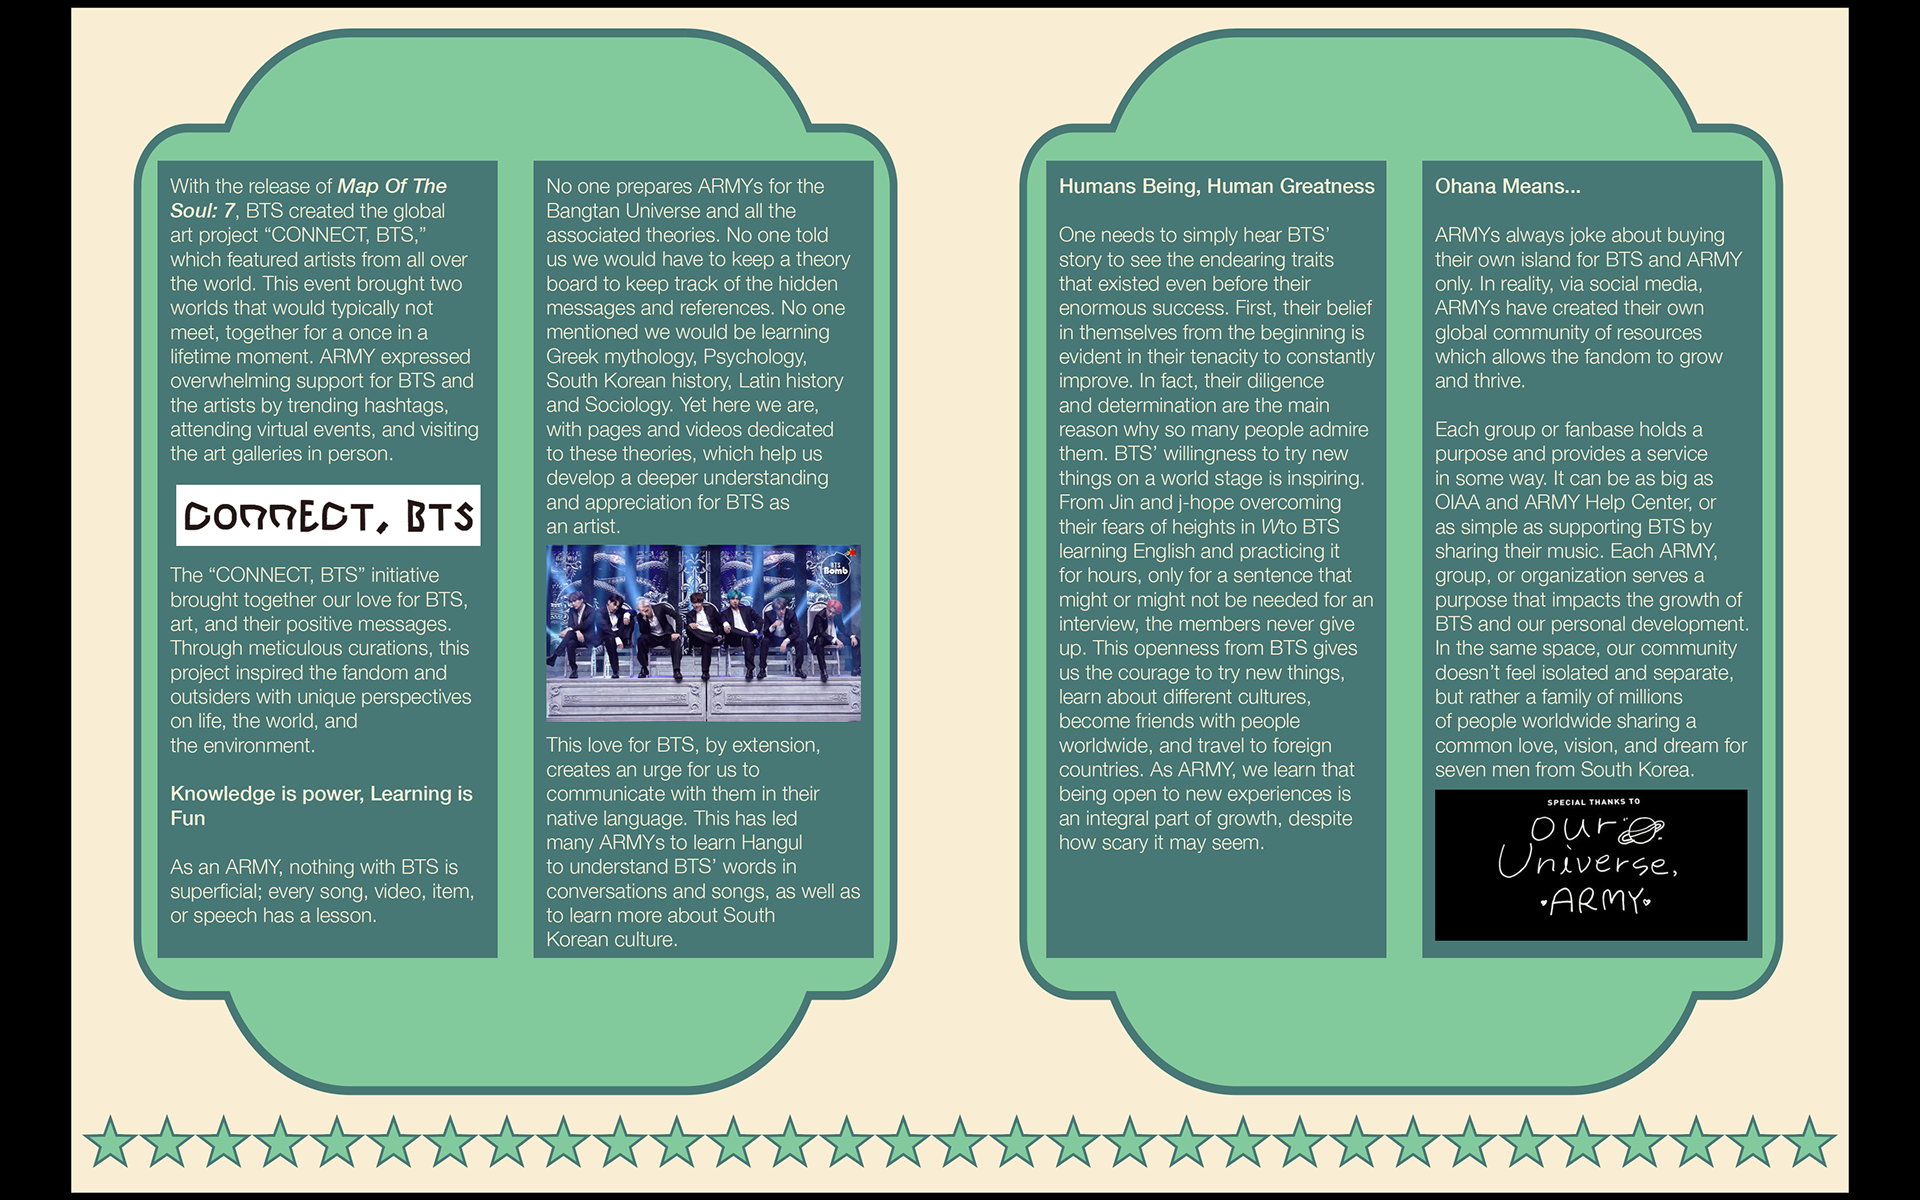 With the release of Map Of The
Soul: 7, BTS created the global
art project “CONNECT, BTS,”
which featured artists from all over
the world. This event brought two
worlds that would typically not
meet, together for a once in a
lifetime moment. ARMY expressed
overwhelming support for BTS and
the artists by trending hashtags,
attending virtual events, and visiting
the art galleries in person.
CONNECT, BTS
The “CONNECT, BTS” initiative
brought together our love for BTS,
art, and their positive messages.
Through meticulous curations, this
project inspired the fandom and
outsiders with unique perspectives
on life, the world, and
the environment.
Knowledge is power, Learning is
Fun
As an ARMY, nothing with BTS is
superficial; every song, video, item,
or speech has a lesson.
No one prepares ARMYs for the
Bangtan Universe and all the
associated theories. No one told
us we would have to keep a theory
board to keep track of the hidden
messages and references. No one
mentioned we would be learning
Greek mythology, Psychology,
South Korean history, Latin history
and Sociology. Yet here we are,
with pages and videos dedicated
to these theories, which help us
develop a deeper understanding
and appreciation for BTS as
an artist.
BTS
Bomb
This love for BTS, by extension,
creates an urge for us to
communicate with them in their
native language. This has led
many ARMYs to learn Hangul
to understand BTS’ words in
conversations and songs, as well as
to learn more about South
Korean culture.
Humans Being, Human Greatness
One needs to simply hear BTS’
story to see the endearing traits
that existed even before their
enormous success. First, their belief
in themselves from the beginning is
evident in their tenacity to constantly
improve. In fact, their diligence
and determination are the main
reason why so many people admire
them. BTS’ willingness to try new
things on a world stage is inspiring.
From Jin and j-hope overcoming
their fears of heights in Wto BTS
learning English and practicing it
for hours, only for a sentence that
might or might not be needed for an
interview, the members never give
up. This openness from BTS gives
us the courage to try new things,
learn about different cultures,
become friends with people
worldwide, and travel to foreign
countries. As ARMY, we learn that
being open to new experiences is
an integral part of growth, despite
how scary it may seem.
Ohana Means...
ARMYs always joke about buying
their own island for BTS and ARMY
only. In reality, via social media,
ARMYs have created their own
global community of resources
which allows the fandom to grow
and thrive.
Each group or fanbase holds a
purpose and provides a service
in some way. It can be as big as
OIAA and ARMY Help Center, or
as simple as supporting BTS by
sharing their music. Each ARMY,
group, or organization serves a
purpose that impacts the growth of
BTS and our personal development.
In the same space, our community
doesn’t feel isolated and separate,
but rather a family of millions
of people worldwide sharing a
common love, vision, and dream for
seven men from South Korea.
SPECIAL THANKS TO
our
Universe,
ARMY